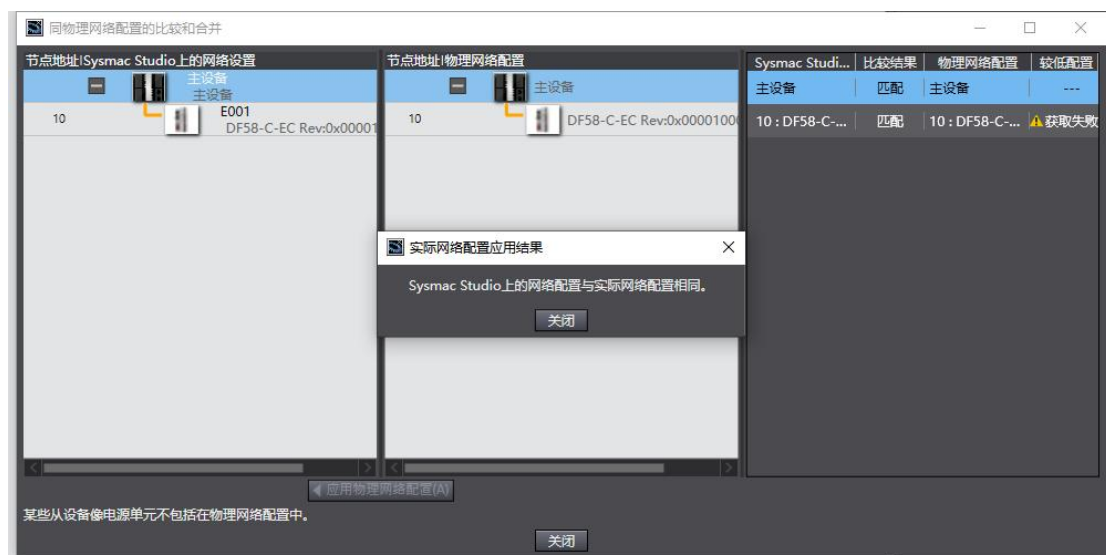 同物理网络配置的比较和合并
节点地址|Sysmac Studio上的网络设置
主设备
主设备
10
E001
DF58-C-EC Rev:0x00001
节点地址|物理网络配置
主设备
10
DF58-C-EC Rev:0x0000100
Sysmac Studi... 比较结果 物理网络配置 较低配置
主设备 匹配 主设备 ---
10 : DF58-C-... 匹配 10 : DF58-C-... 获取失败
实际网络配置应用结果
Sysmac Studio上的网络配置与实际网络配置相同。
关闭
应用物理网络配置(A)
某些从设备像电源单元不包括在物理网络配置中。
关闭